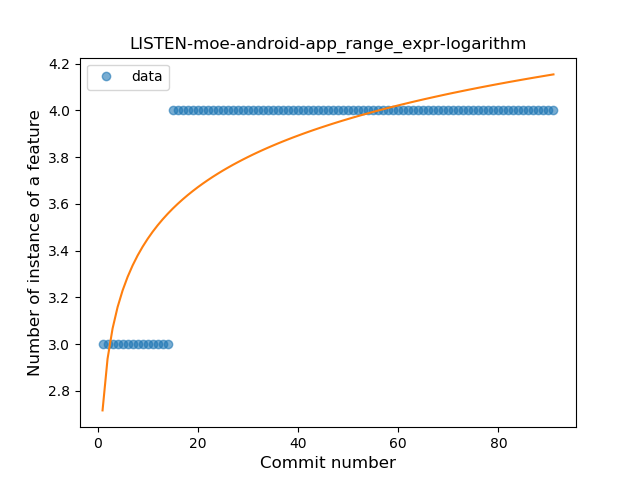 LISTEN-moe-android-app_range_expr-logarithm
data
Number of instance of a feature
4.2
4.0
3.8
3.6
3.4
3.2
3.0
2.8
0 20 40 60 80
Commit number